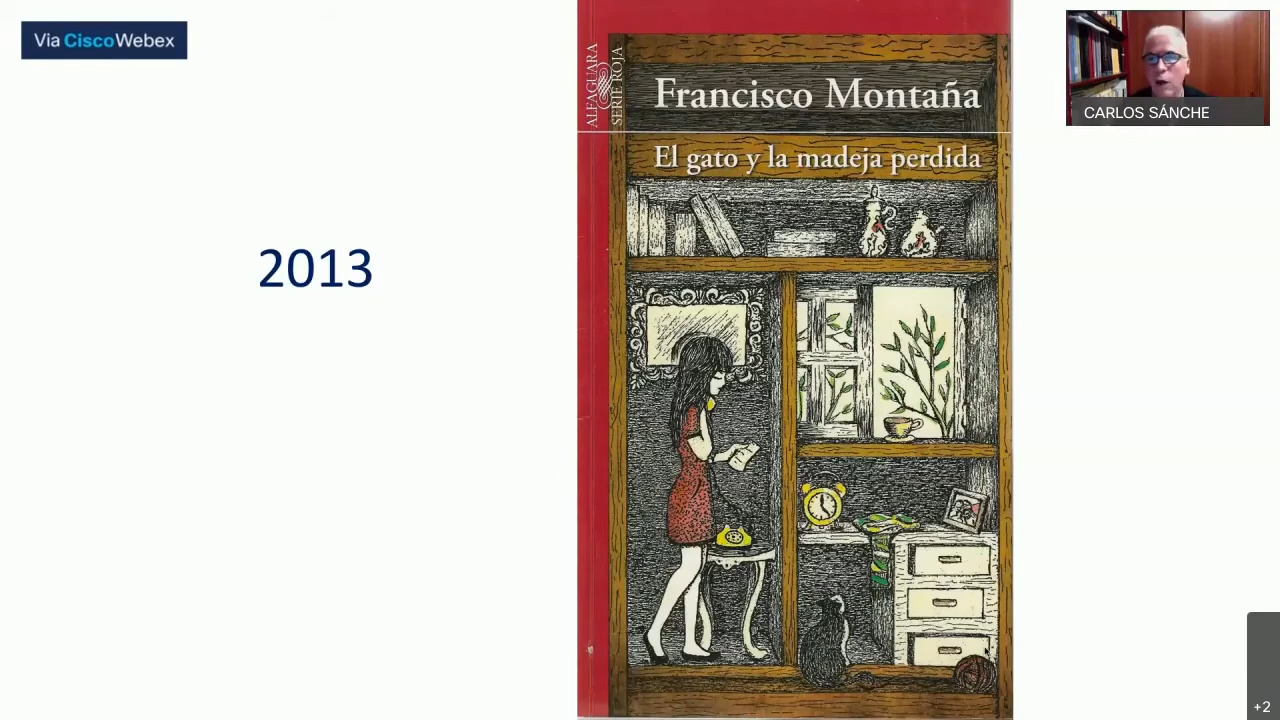 Via CiscoWebex
ALFAGUARA
SERIE ROJA
Francisco Montaña
El gato y la madeja perdida
2013
CARLOS SÁNCHE
+2